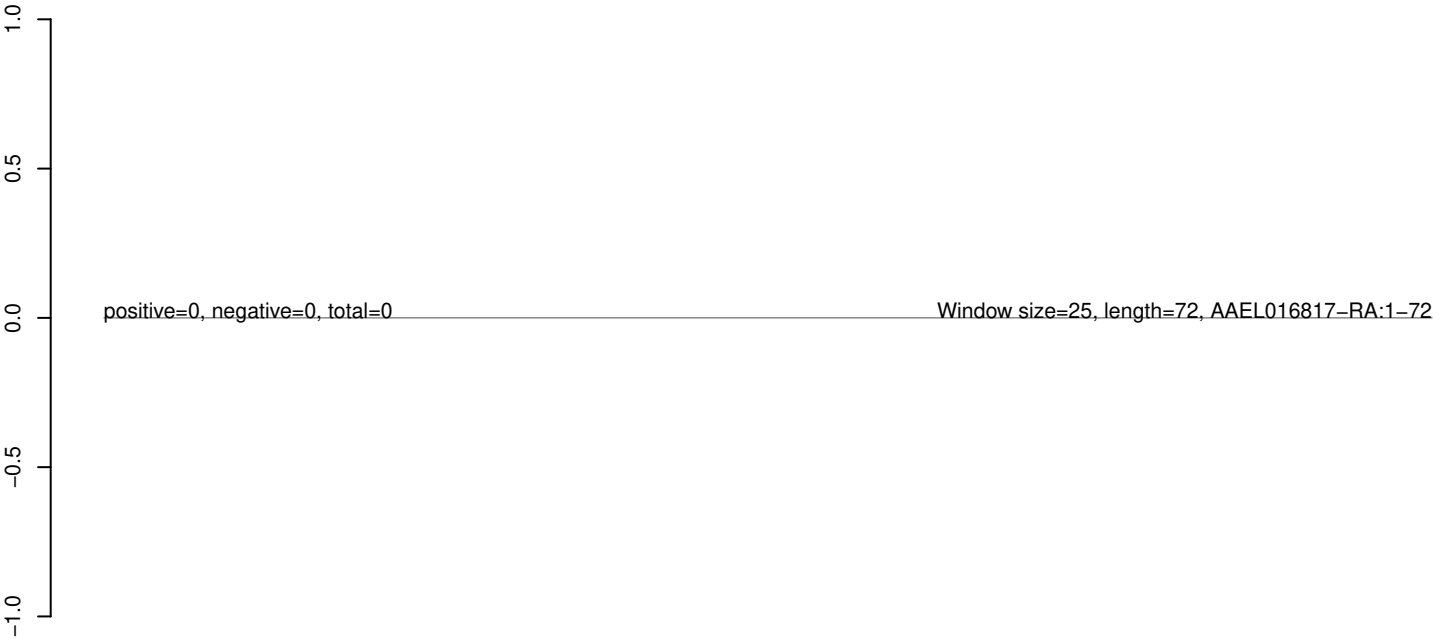 1.0
0.5
0.0
−0.5
−1.0
positive=0, negative=0, total=0
Window size=25, length=72, AAEL016817−RA:1−72